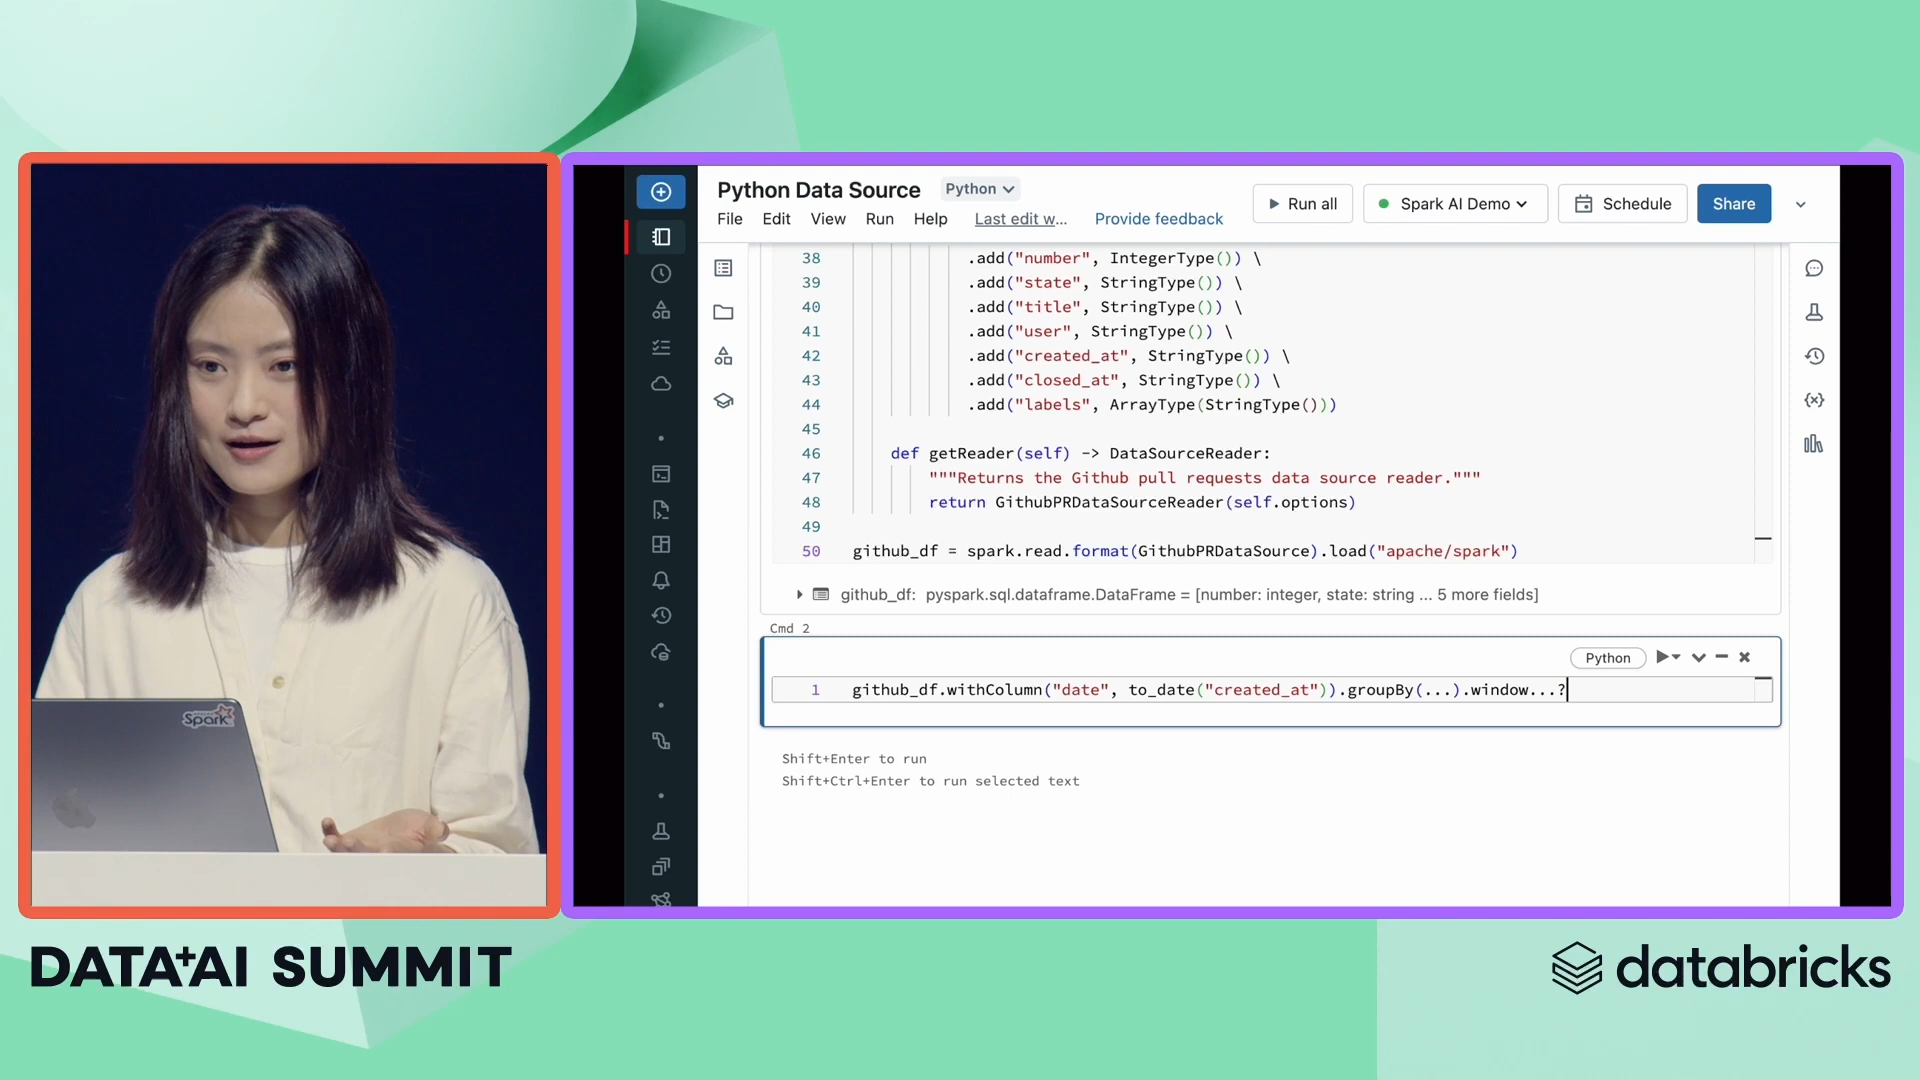 Python Data Source
Python
File Edit View Run Help Last edit w... Provide feedback
Run all
Spark AI Demo
Schedule
Share
38 .add("number", IntegerType()) \
39 .add("state", StringType()) \
40 .add("title", StringType()) \
41 .add("user", StringType()) \
42 .add("created_at", StringType()) \
43 .add("closed_at", StringType()) \
44 .add("labels", ArrayType(StringType()))
45
46 def getReader(self) -> DataSourceReader:
47 """Returns the Github pull requests data source reader."""
48 return GithubPRDataSourceReader(self.options)
49
50 github_df = spark.read.format(GithubPRDataSource).load("apache/spark")
github_df: pyspark.sql.dataframe.DataFrame = [number: integer, state: string ... 5 more fields]
Cmd 2
Python
1 github_df.withColumn("date", to_date("created_at")).groupBy(...).window...?
Shift+Enter to run
Shift+Ctrl+Enter to run selected text
Spark
DATA+AI SUMMIT
databricks